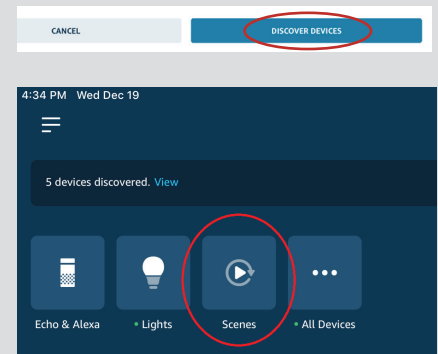 CANCEL DISCOVER DEVICES
4:34 PM Wed Dec 19
5 devices discovered. View
Echo & Alexa • Lights Scenes • All Devices